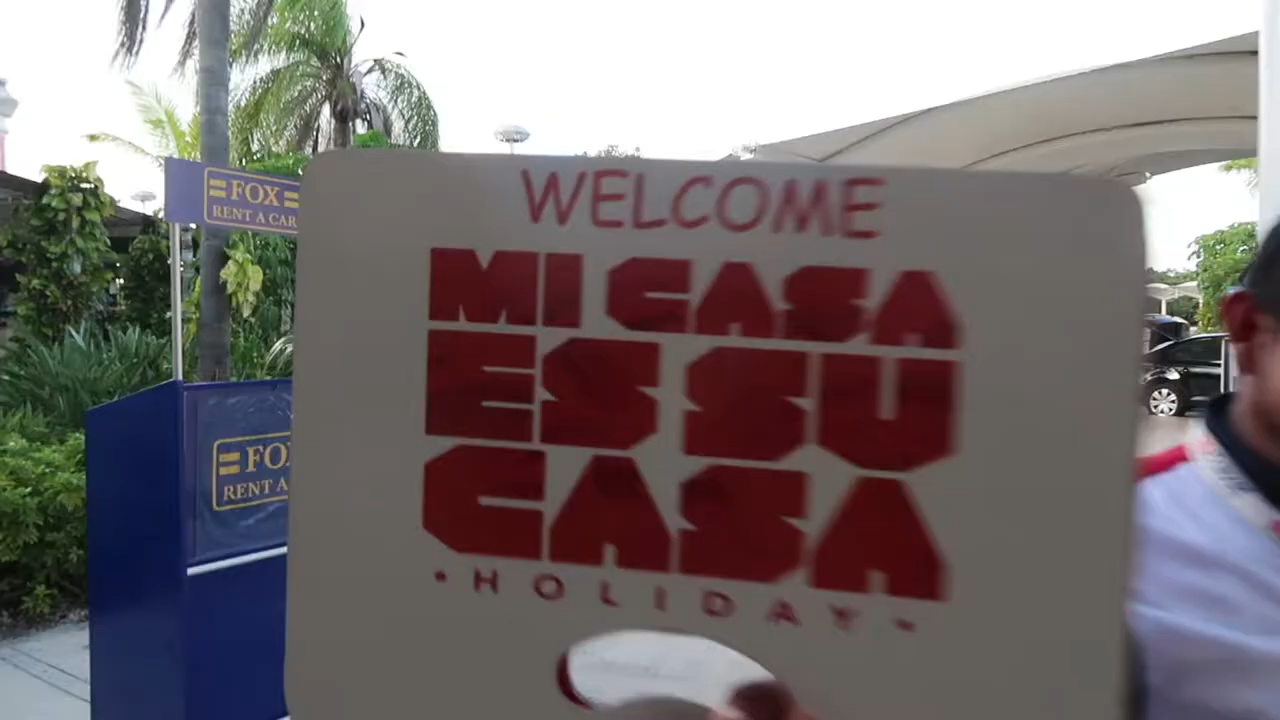 FOX
RENT A CAR
WELCOME
MI CASA
ES SU
CASA
• HOLIDAY •
FOX
RENT A